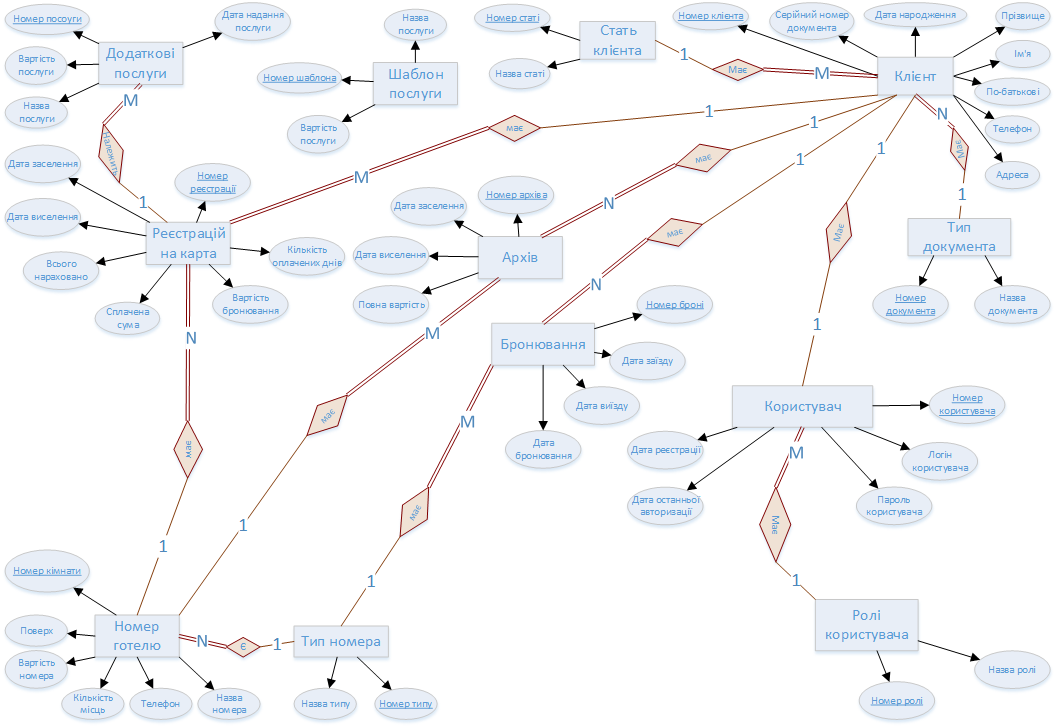 Номер посоуги
Дата надання
послуги
Вартість
послуги
Назва
послуги
Додаткові
послуги
M
Належить
1
Назва
послуги
Номер шаблона
Вартість
послуги
Шаблон
послуги
Номер статі
Назва статі
Стать
клієнта
1
Має
M
Номер клієнта
Серійний номер
документа
Дата народження
Прізвище
Ім'я
По-батькові
Телефон
Адреса
Клієнт
N
Має
1
Тип
документа
Номер
документа
Назва
документа
1
має
M
1
має
N
1
має
N
1
Має
1
Дата заселення
Номер
реєстрації
Дата виселення
Всього
нараховано
Сплачена
сума
Вартість
бронювання
Кількість
оплачених днів
Реєстрацій
на карта
N
має
1
Дата заселення
Номер архіва
Дата виселення
Повна вартість
Архів
M
має
1
Бронювання
Номер броні
Дата заїзду
Дата виїзду
Дата
бронювання
M
має
1
Користувач
Номер
користувача
Логін
користувача
Пароль
користувача
Дата реєстрації
Дата останньої
авторизації
M
Має
1
Ролі
користувача
Назва ролі
Номер ролі
Номер кімнати
Поверх
Вартість
номера
Кількість
місць
Телефон
Назва
номера
Номер
готелю
N
Є
1
Тип номера
Назва типу
Номер типу